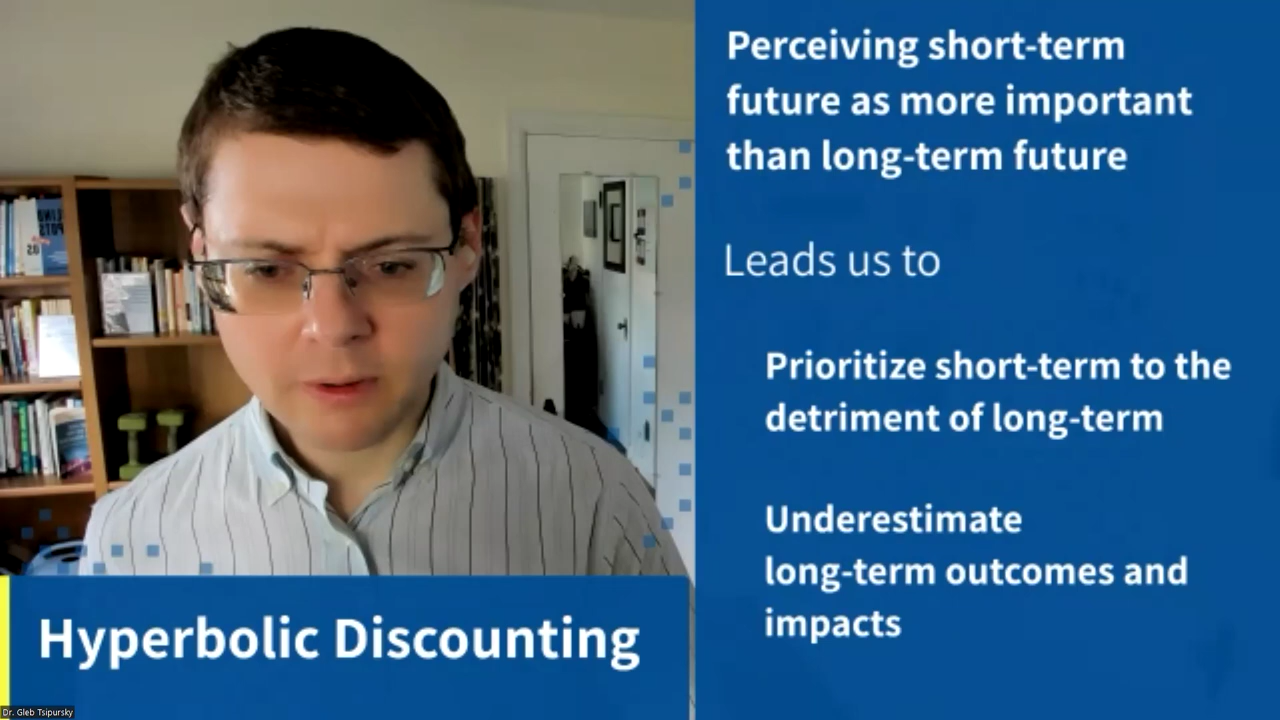 Perceiving short-term
future as more important
than long-term future
Leads us to
Prioritize short-term to the
detriment of long-term
Underestimate
long-term outcomes and
impacts
Hyperbolic Discounting
Dr. Gleb Tsipursky